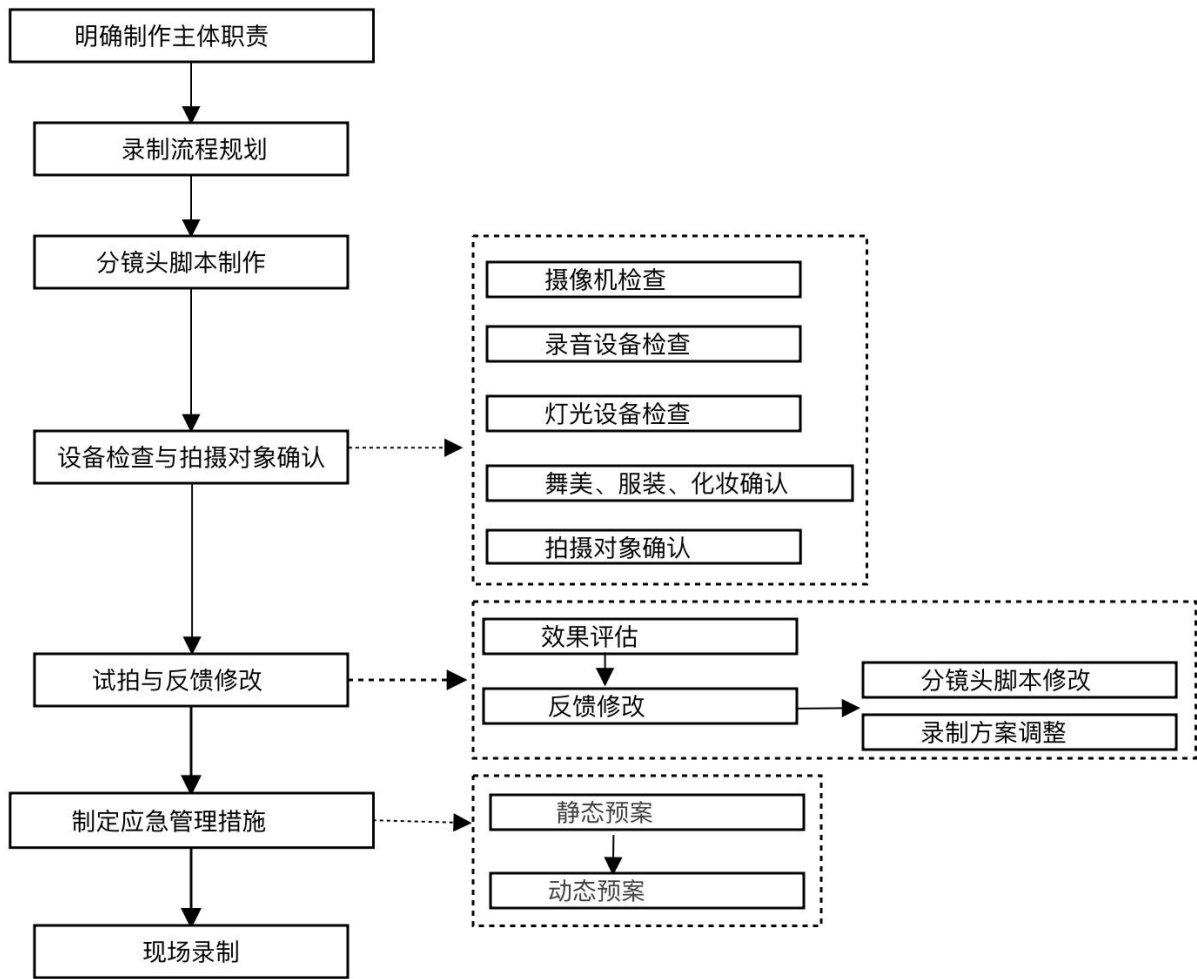 明确制作主体职责
录制流程规划
分镜头脚本制作
设备检查与拍摄对象确认
摄像机检查
录音设备检查
灯光设备检查
舞美、服装、化妆确认
拍摄对象确认
试拍与反馈修改
效果评估
反馈修改
分镜头脚本修改
录制方案调整
制定应急管理措施
静态预案
动态预案
现场录制